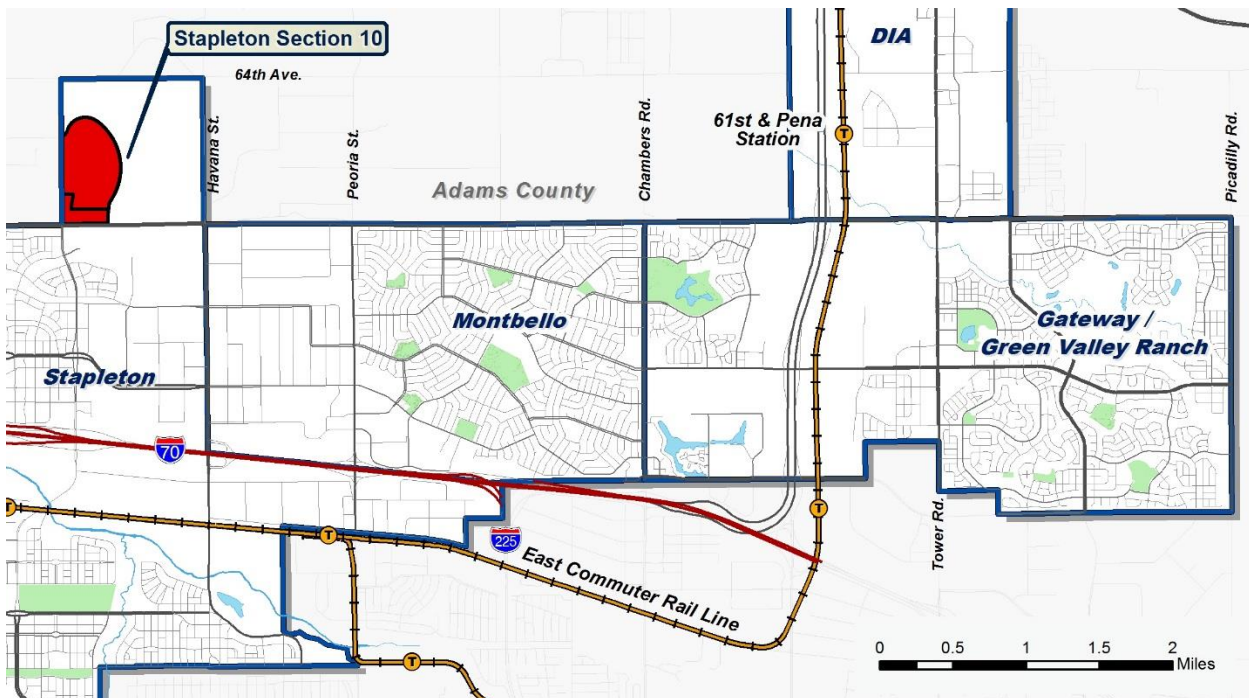 Stapleton Section 10
DIA
64th Ave.
Havana St.
Peoria St.
Adams County
Chambers Rd.
61st & Pena
Station
T
Picadilly Rd.
Montbello
Gateway /
Green Valley Ranch
Stapleton
70
T
T
225
T
East Commuter Rail Line
Tower Rd.
T
0 0.5 1 1.5 2
Miles